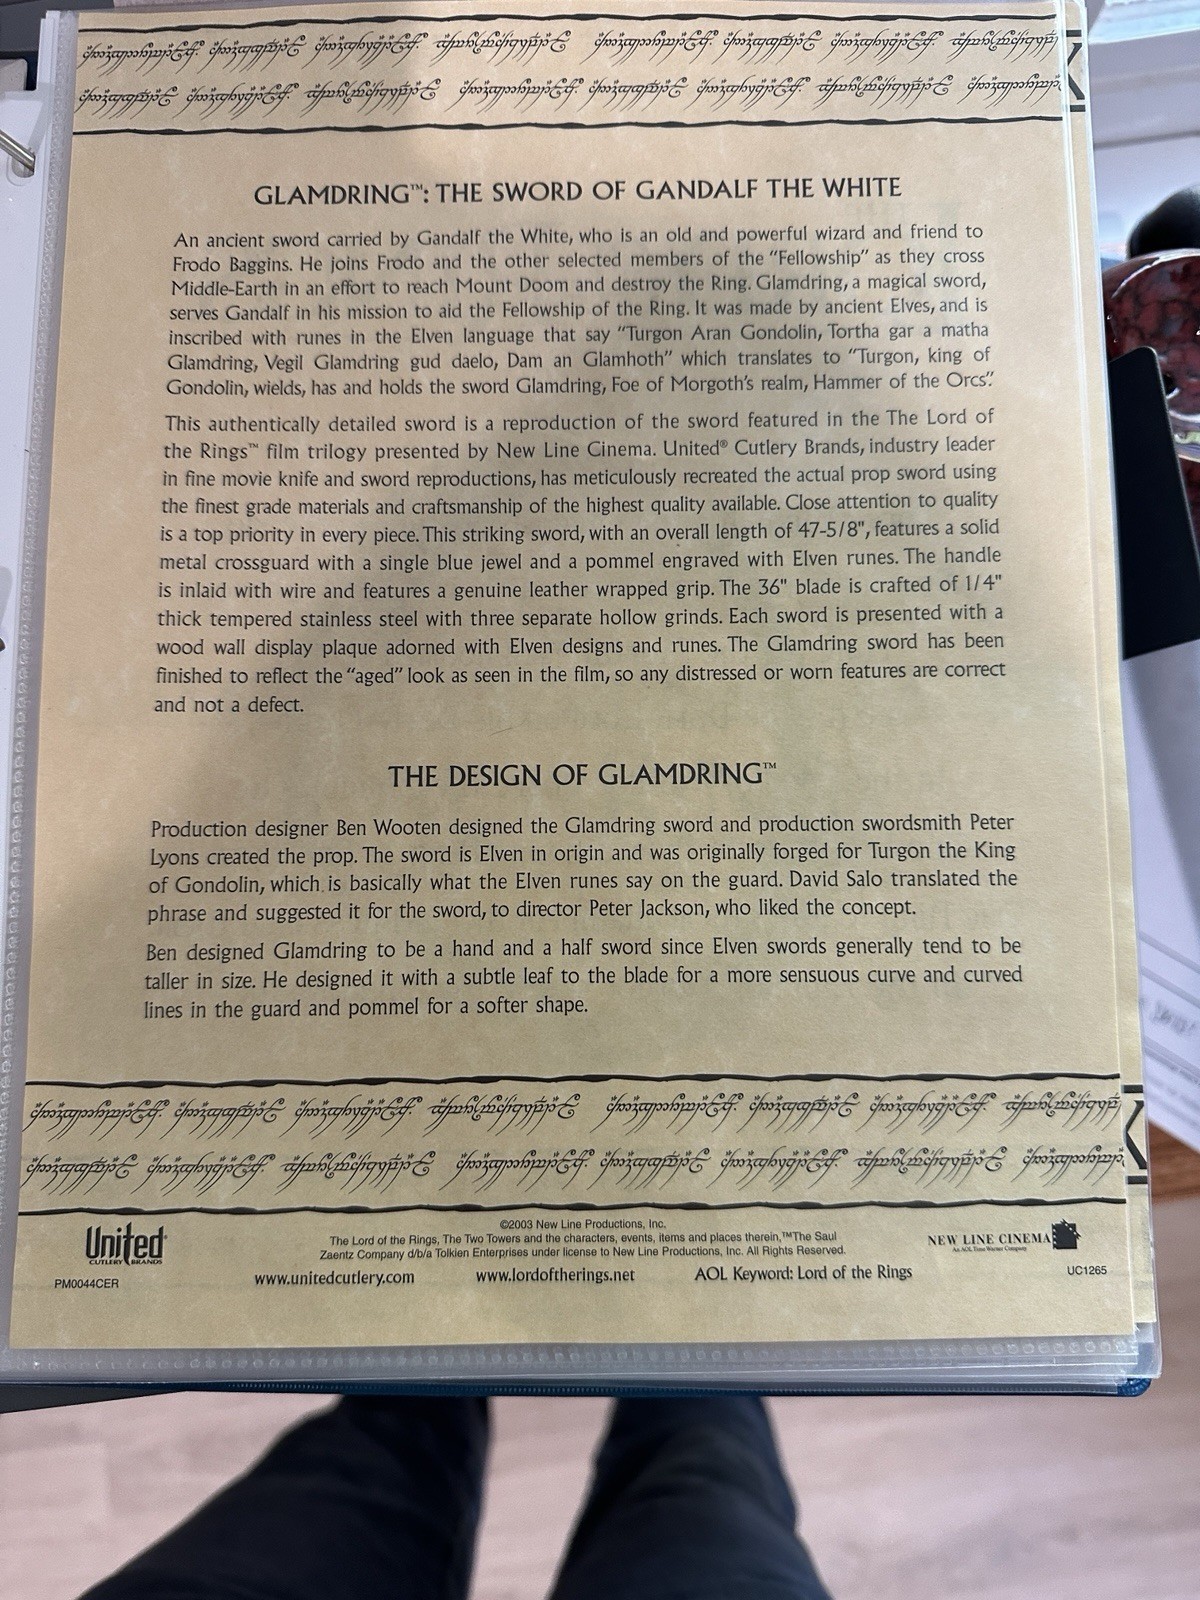 GLAMDRING™: THE SWORD OF GANDALF THE WHITE
An ancient sword carried by Gandalf the White, who is an old and powerful wizard and friend to
Frodo Baggins. He joins Frodo and the other selected members of the “Fellowship” as they cross
Middle-Earth in an effort to reach Mount Doom and destroy the Ring. Glamdring, a magical sword,
serves Gandalf in his mission to aid the Fellowship of the Ring. It was made by ancient Elves, and is
inscribed with runes in the Elven language that say “Turgon Aran Gondolin, Tortha gar a matha
Glamdring, Vegil Glamdring gud daelo, Dam an Glamhoth” which translates to “Turgon, king of
Gondolin, wields, has and holds the sword Glamdring, Foe of Morgoth’s realm, Hammer of the Orcs”.
This authentically detailed sword is a reproduction of the sword featured in the The Lord of
the Rings™ film trilogy presented by New Line Cinema. United® Cutlery Brands, industry leader
in fine movie knife and sword reproductions, has meticulously recreated the actual prop sword using
the finest grade materials and craftsmanship of the highest quality available. Close attention to quality
is a top priority in every piece. This striking sword, with an overall length of 47-5/8", features a solid
metal crossguard with a single blue jewel and a pommel engraved with Elven runes. The handle
is inlaid with wire and features a genuine leather wrapped grip. The 36" blade is crafted of 1/4"
thick tempered stainless steel with three separate hollow grinds. Each sword is presented with a
wood wall display plaque adorned with Elven designs and runes. The Glamdring sword has been
finished to reflect the “aged” look as seen in the film, so any distressed or worn features are correct
and not a defect.
THE DESIGN OF GLAMDRING™
Production designer Ben Wooten designed the Glamdring sword and production swordsmith Peter
Lyons created the prop. The sword is Elven in origin and was originally forged for Turgon the King
of Gondolin, which is basically what the Elven runes say on the guard. David Salo translated the
phrase and suggested it for the sword, to director Peter Jackson, who liked the concept.
Ben designed Glamdring to be a hand and a half sword since Elven swords generally tend to be
taller in size. He designed it with a subtle leaf to the blade for a more sensuous curve and curved
lines in the guard and pommel for a softer shape.
United®
CUTLERY BRANDS
©2003 New Line Productions, Inc.
The Lord of the Rings, The Two Towers and the characters, events, items and places therein,™The Saul
Zaentz Company d/b/a Tolkien Enterprises under license to New Line Productions, Inc. All Rights Reserved.
NEW LINE CINEMA
An AOL Time Warner Company
PM0044CER
www.unitedcutlery.com www.lordoftherings.net AOL Keyword: Lord of the Rings
UC1265